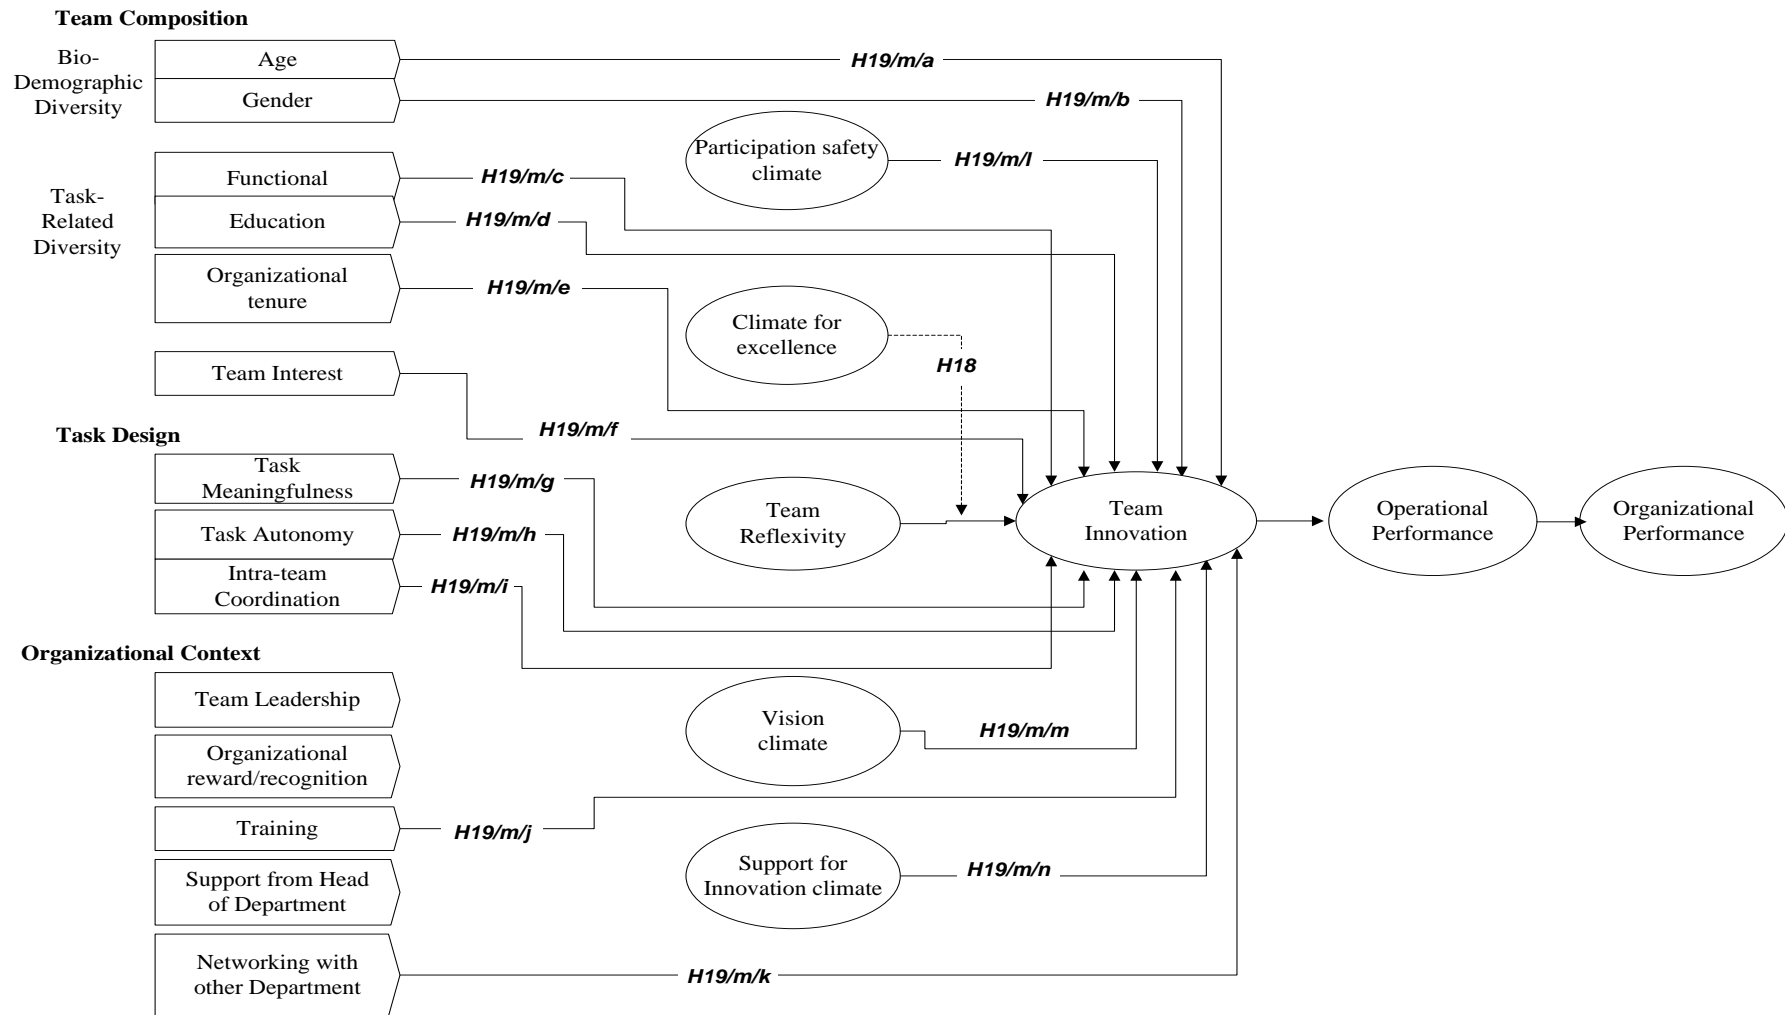 Team Composition
Bio-
Demographic
Diversity
Age
H19/m/a
Gender
H19/m/b
Participation safety
climate
H19/m/l
Task-
Related
Diversity
Functional
H19/m/c
Education
H19/m/d
Organizational
tenure
H19/m/e
Climate for
excellence
H18
Team Interest
H19/m/f
Task Design
Task
Meaningfulness
H19/m/g
Task Autonomy
H19/m/h
Intra-team
Coordination
H19/m/i
Team
Reflexivity
Team
Innovation
Operational
Performance
Organizational
Performance
Organizational Context
Team Leadership
Organizational
reward/recognition
Vision
climate
H19/m/m
Training
H19/m/j
Support from Head
of Department
Support for
Innovation climate
H19/m/n
Networking with
other Department
H19/m/k